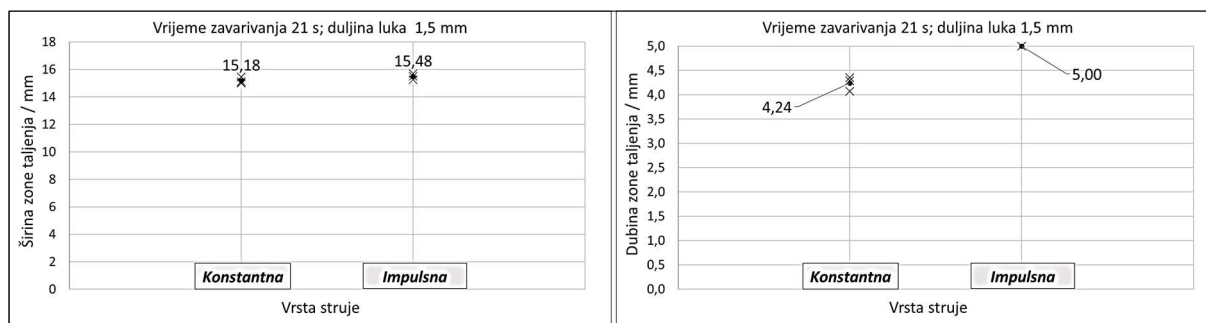 Vrijeme zavarivanja 21 s; duljina luka 1,5 mm
Širina zone taljenja / mm
18
16
14
12
10
8
6
4
2
0
15,18
15,48
Konstantna
Impulsna
Vrsta struje
Vrijeme zavarivanja 21 s; duljina luka 1,5 mm
Dubina zone taljenja / mm
5,0
4,5
4,0
3,5
3,0
2,5
2,0
1,5
1,0
0,5
0,0
4,24
5,00
Konstantna
Impulsna
Vrsta struje